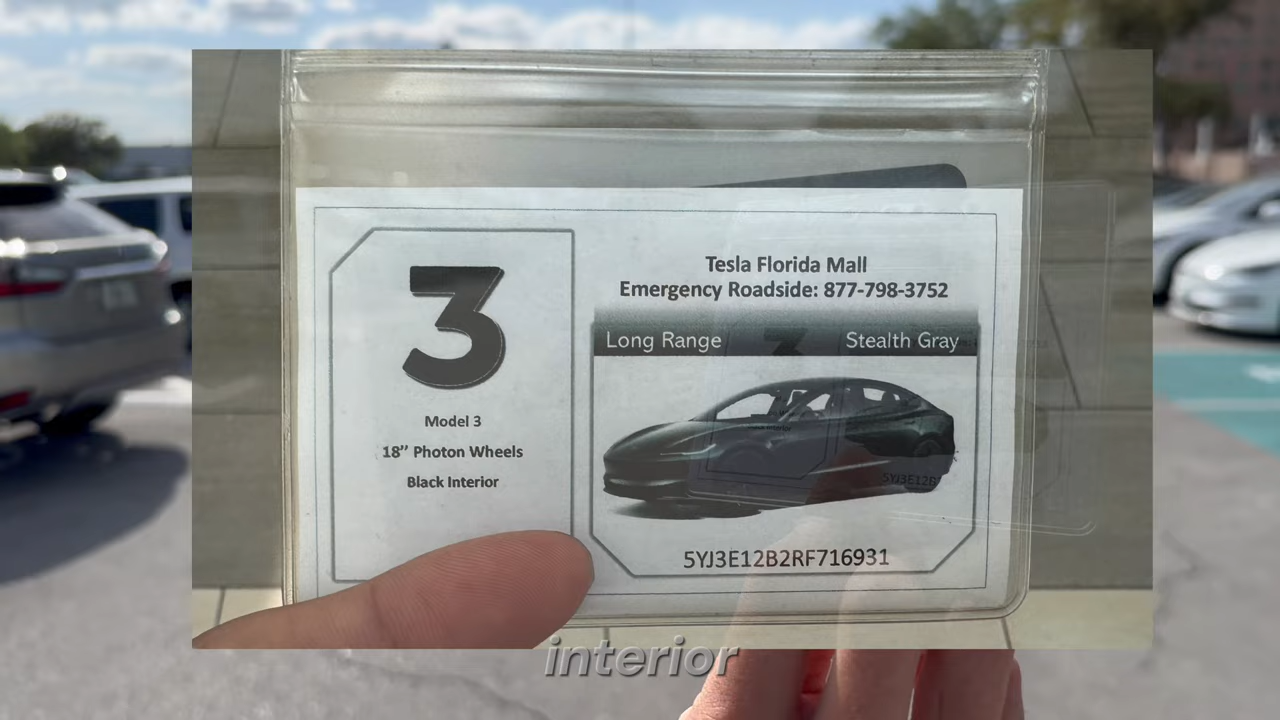 3
Model 3
18” Photon Wheels
Black Interior
Tesla Florida Mall
Emergency Roadside: 877-798-3752
Long Range
Stealth Gray
5YJ3E12B2RF716931
interior